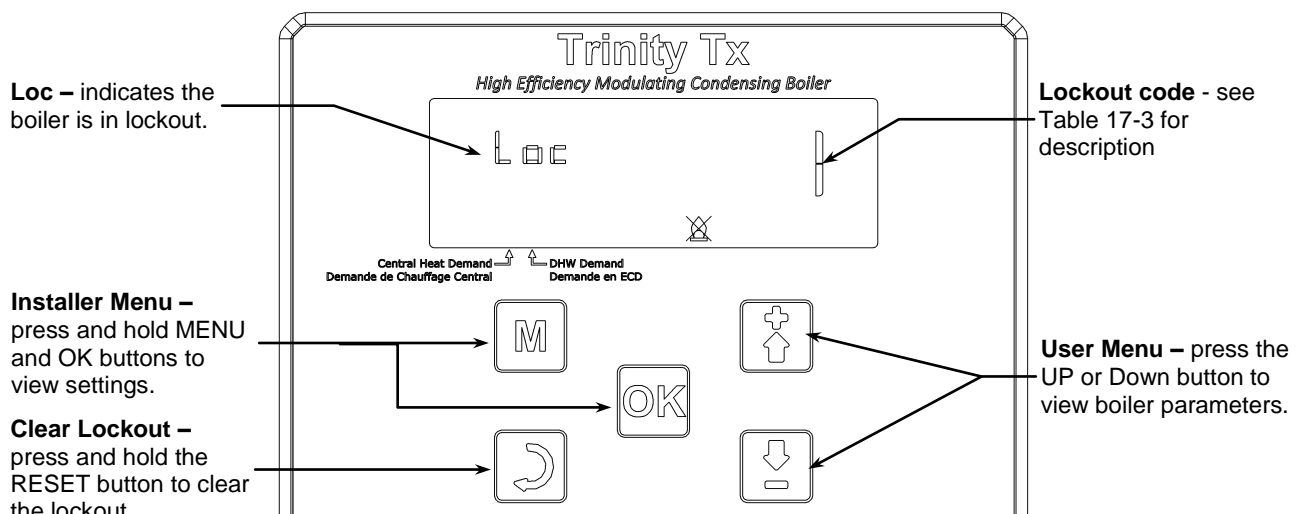 Trinity Tx
High Efficiency Modulating Condensing Boiler
Loc – indicates the
boiler is in lockout.
Loc
Lockout code - see
Table 17-3 for
description
Central Heat Demand
Demande de Chauffage Central
DHW Demand
Demande en ECD
Installer Menu –
press and hold MENU
and OK buttons to
view settings.
M
OK
User Menu – press the
UP or Down button to
view boiler parameters.
Clear Lockout –
press and hold the
RESET button to clear
the lockout